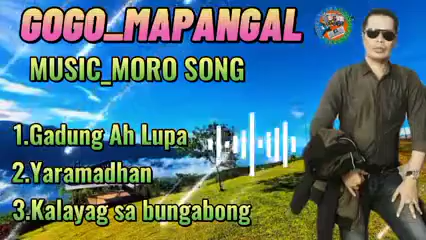 GOGO_MAPANGAL
MUSIC_MORO SONG
1.Gadung Ah Lupa
2.Yaramadhan
3.Kalayag sa bungabong